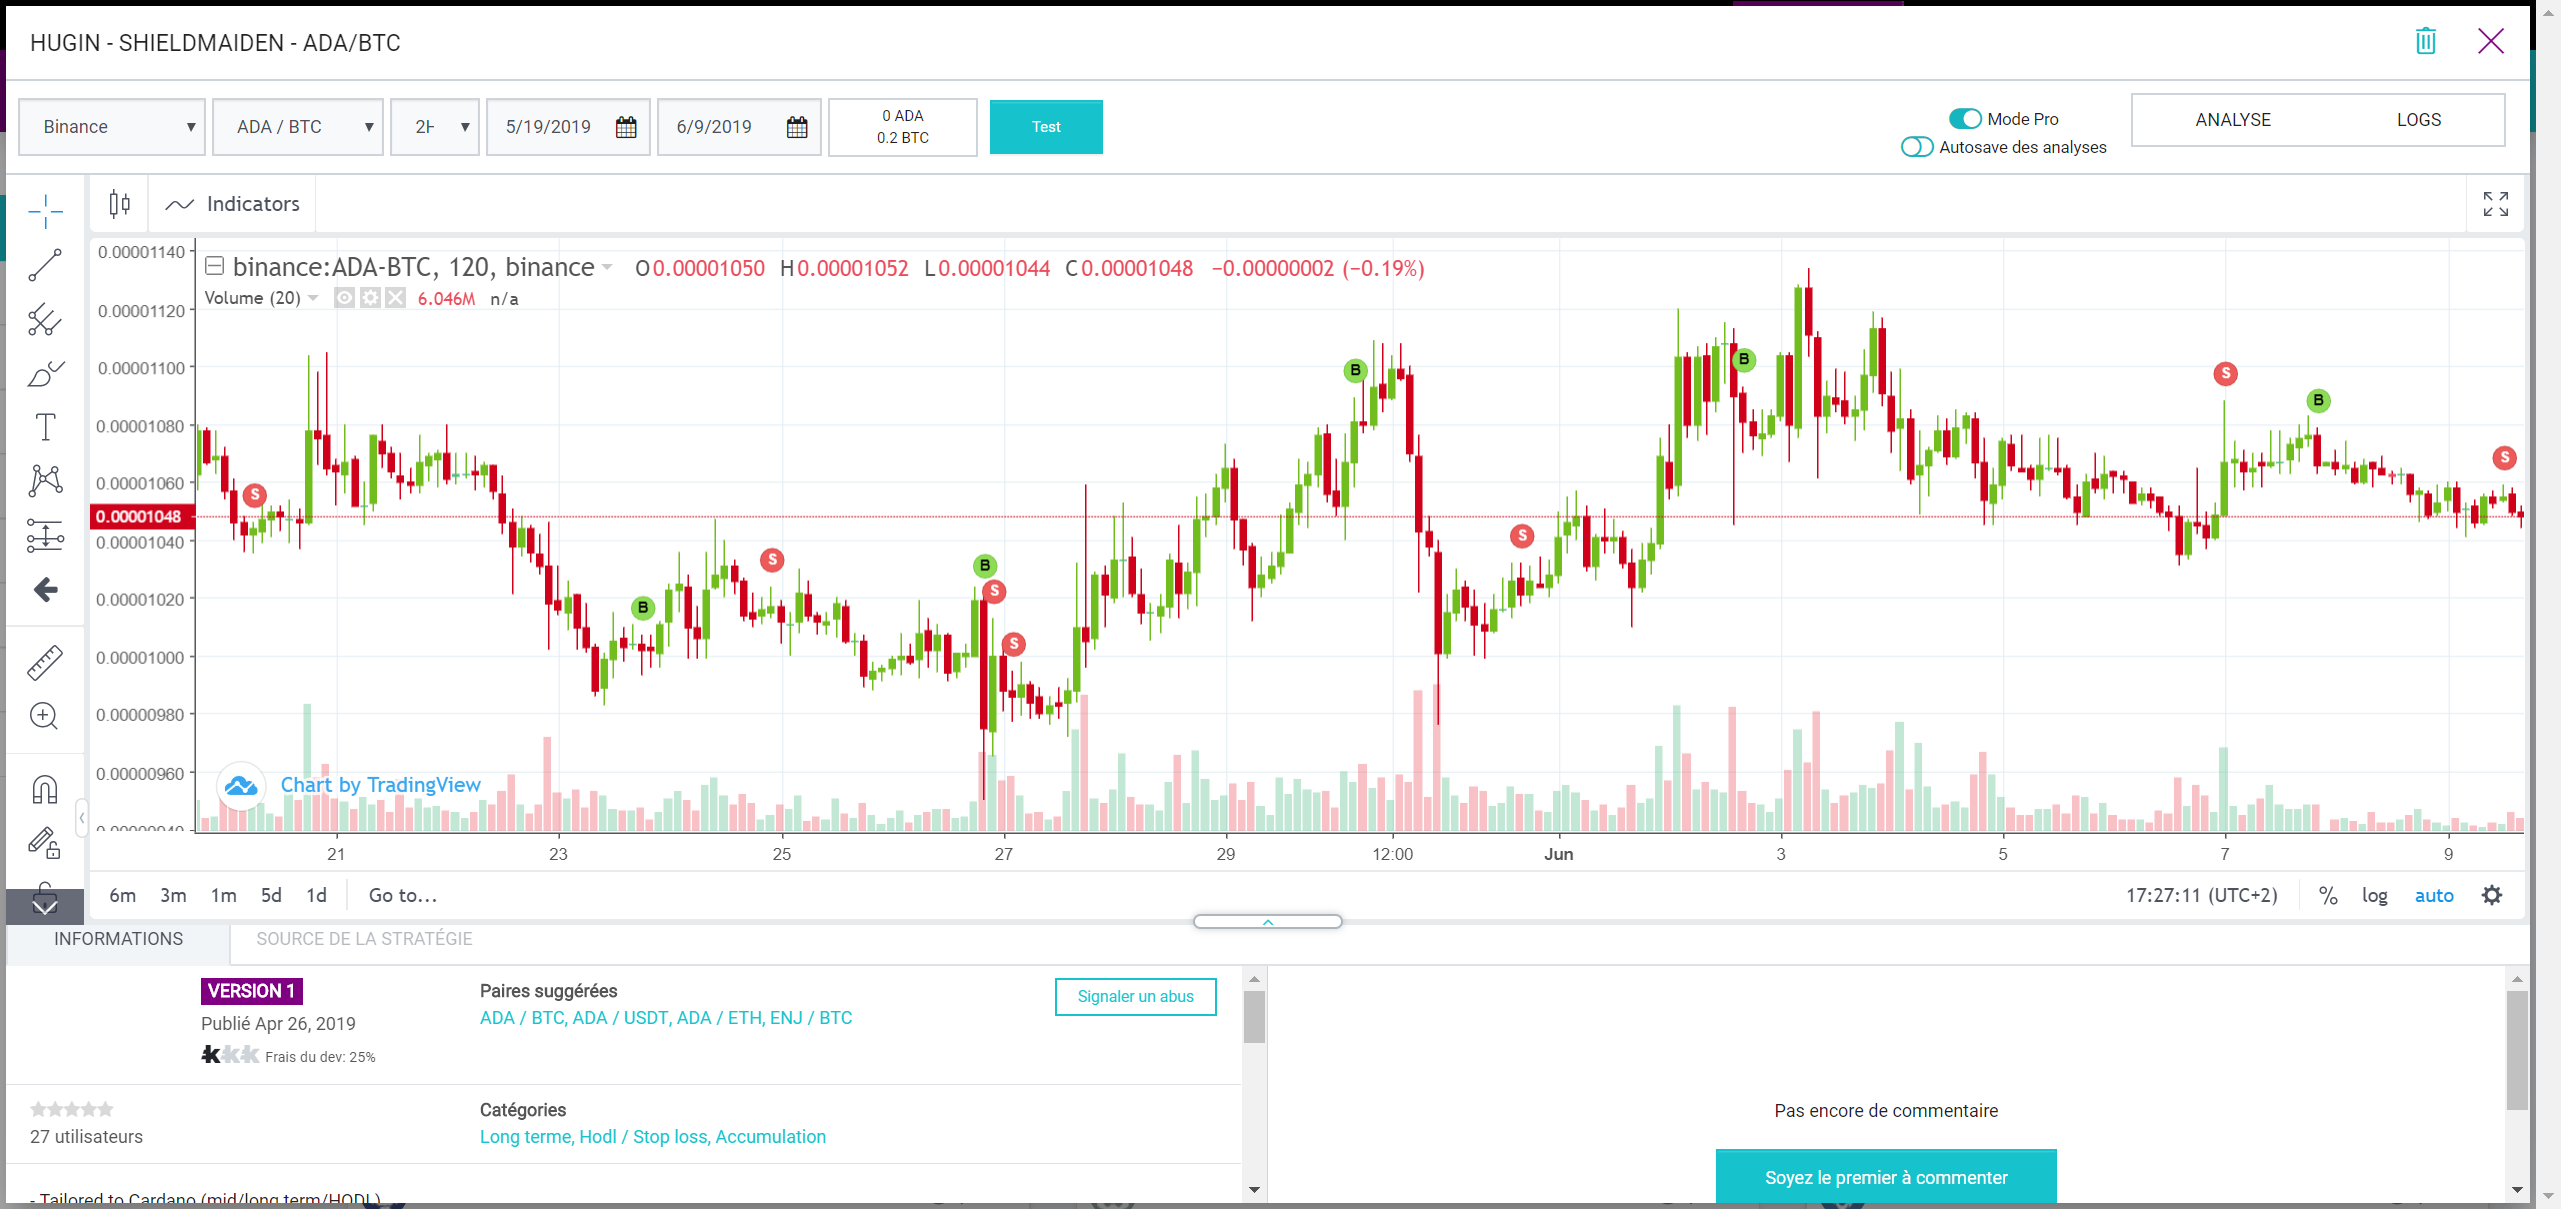 HUGIN - SHIELDMAIDEN - ADA/BTC
Binance ADA / BTC 5/19/2019 6/9/2019 0 ADA
0.2 BTC
Test
Mode Pro
Autosave des analyses
ANALYSE LOGS
Indicators
binance:ADA-BTC, 120, binance O0.00001050 H0.00001052 L0.00001044 C0.00001048 −0.00000002 (−0.19%)
Volume (20) 6.046M n/a
0.00001140
0.00001120
0.00001100
0.00001080
0.00001060
0.00001048
0.00001040
0.00001020
0.00001000
0.00000980
0.00000960
S
B
S
B
S
S
B
S
B
S
B
S
Chart by TradingView
21 23 25 27 29 12:00 Jun 3 5 7 9
6m 3m 1m 5d 1d Go to...
17:27:11 (UTC+2) % log auto
INFORMATIONS SOURCE DE LA STRATÉGIE
VERSION 1
Publié Apr 26, 2019
Frais du dev: 25%
Paires suggérées
ADA / BTC, ADA / USDT, ADA / ETH, ENJ / BTC
Signaler un abus
27 utilisateurs
Catégories
Long terme, Hodl / Stop loss, Accumulation
- Tailored to Cardano (mid/long term/HODL)
Pas encore de commentaire
Soyez le premier à commenter